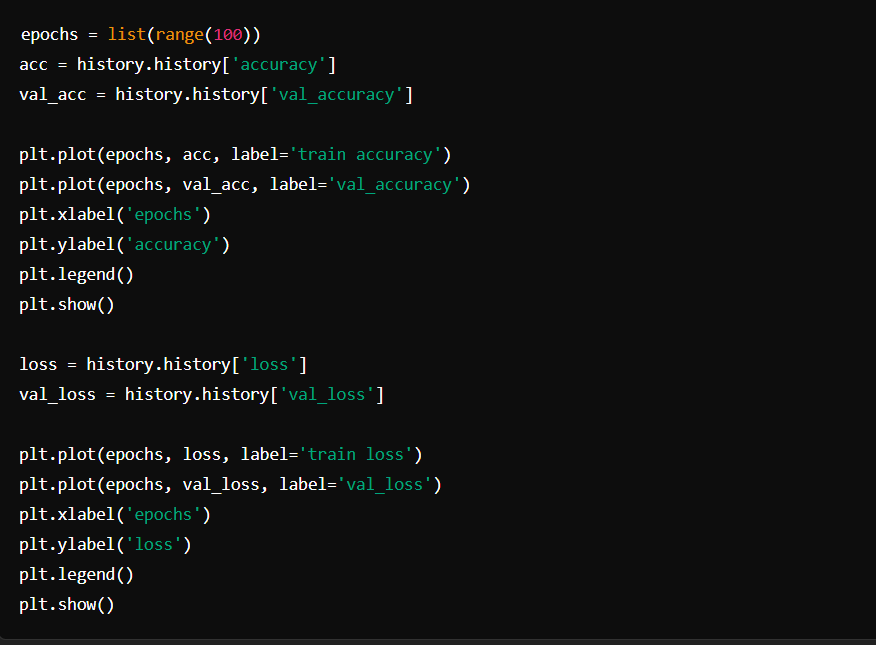 epochs = list(range(100))
acc = history.history['accuracy']
val_acc = history.history['val_accuracy']
plt.plot(epochs, acc, label='train accuracy')
plt.plot(epochs, val_acc, label='val_accuracy')
plt.xlabel('epochs')
plt.ylabel('accuracy')
plt.legend()
plt.show()
loss = history.history['loss']
val_loss = history.history['val_loss']
plt.plot(epochs, loss, label='train loss')
plt.plot(epochs, val_loss, label='val_loss')
plt.xlabel('epochs')
plt.ylabel('loss')
plt.legend()
plt.show()